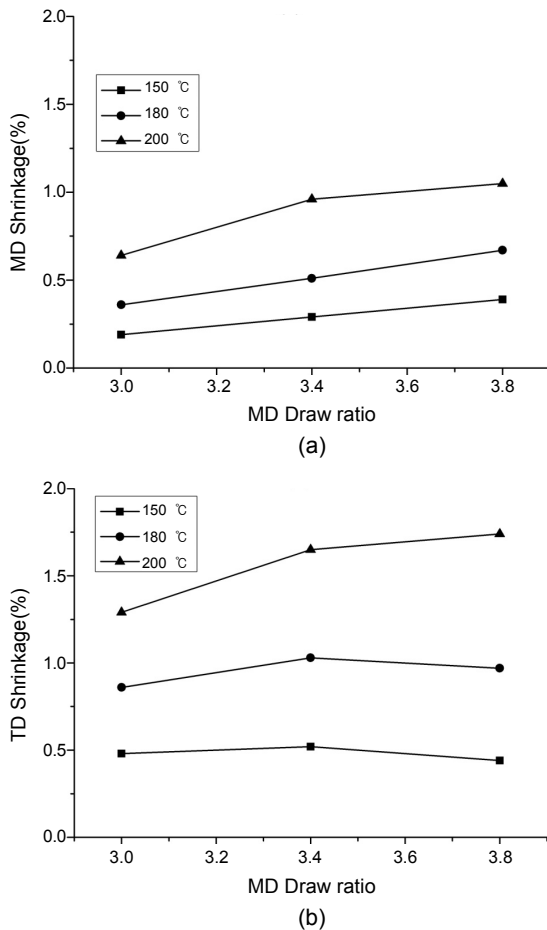 2.0
1.5
1.0
0.5
0.0
MD Shrinkage(%)
150 ℃
180 ℃
200 ℃
3.0 3.2 3.4 3.6 3.8
MD Draw ratio
(a)
2.0
1.5
1.0
0.5
0.0
TD Shrinkage(%)
150 ℃
180 ℃
200 ℃
3.0 3.2 3.4 3.6 3.8
MD Draw ratio
(b)